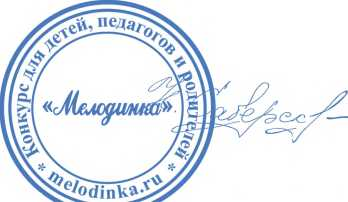 Конкурс для детей, педагогов и родителей
«Мелодинка»
* melodinka.ru *